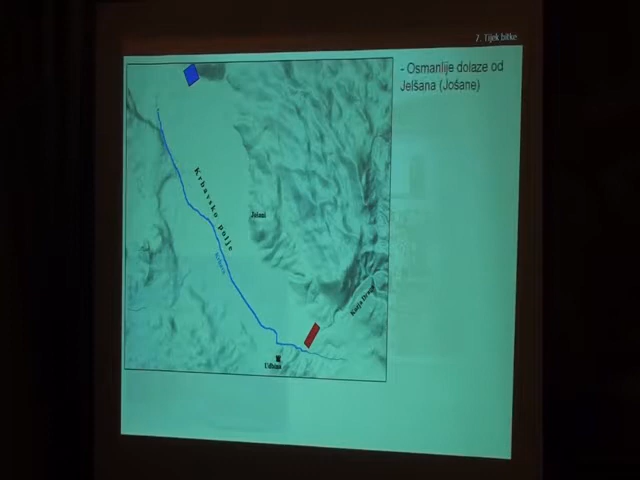 7. Tijek bitke
- Osmanlije dolaze od
Jelšana (Jošane)
Krbavsko polje
Jošani
Udbina